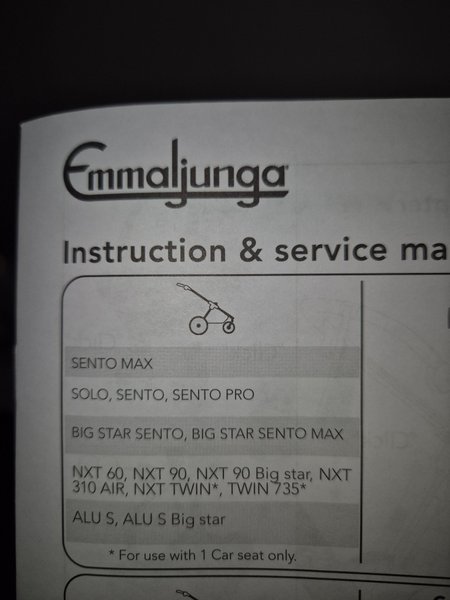 Emmaljunga
Instruction & service
SENTO MAX
SOLO, SENTO, SENTO PRO
BIG STAR SENTO, BIG STAR SENTO MAX
NXT 60, NXT 90, NXT 90 Big star, NXT
310 AIR, NXT TWIN*, TWIN 735*
ALU S, ALU S Big star
* For use with 1 Car seat only.